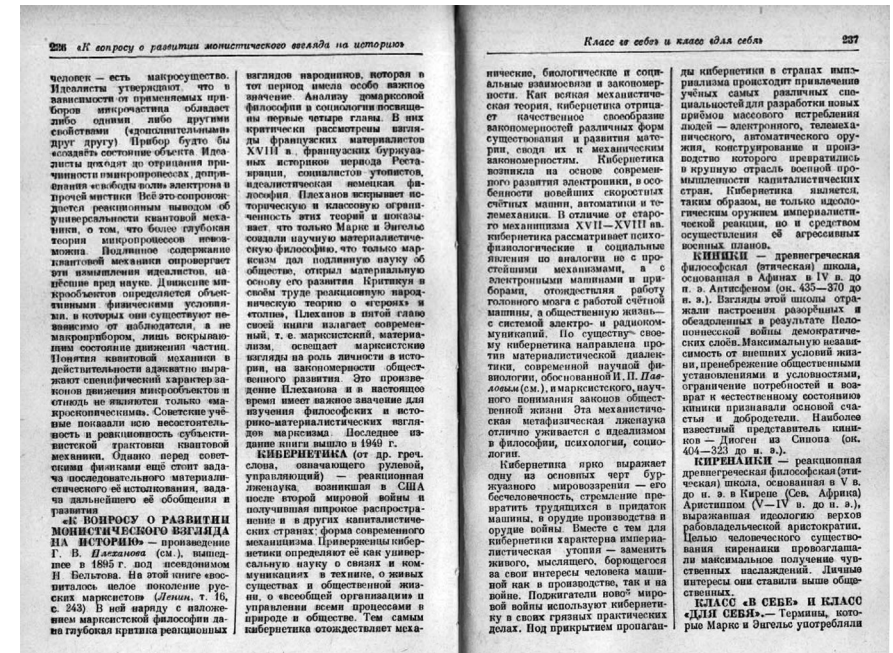 236 «К вопросу о развитии монистического взгляда на историю»
человек — есть макросущество.
Идеалисты утверждают, что в
зависимости от применяемых при-
боров микрочастица обладает
либо одними либо другими
свойствами («дополнительными»
друг другу) Прибор будто бы
«создаёт» состояние объекта Идеа-
листы доходят до отрицания при-
чинности в микропроцессах, допри-
знания «свободы воли» электрона и
прочей мистики Всё это сопровож-
дается реакционным выводом об
универсальности квантовой меха-
ники, о том, что более глубокая
теория микропроцессов невоз-
можна. Подлинное содержание
квантовой механики опровергает
эти измышления идеалистов, на-
нёсшие вред науке. Движение ми-
крообъектов определяется объек-
тивными физическими условия-
ми, в которых они существуют не-
зависимо от наблюдателя, а не
макроприбором, лишь вскрываю-
щим состояние движения частиц.
Понятия квантовой механики в
действительности адэкватно выра-
жают специфический характер за-
конов движения микрообъектов и
отнюдь не являются только «ма-
кроскопическими». Советские учё-
ные показали всю несостоятель-
ность и реакционность субъекти-
вистской трактовки квантовой
механики. Однако перед совет-
скими физиками ещё стоит зада-
ча последовательного материали-
стического её истолкования, зада-
ча дальнейшего её обобщения и
развития
«К ВОПРОСУ О РАЗВИТИИ
МОНИСТИЧЕСКОГО ВЗГЛЯДА
НА ИСТОРИЮ» — произведение
Г. В. Плеханова (см.), вышед-
шее в 1895 г. под псевдонимом
Н Бельтова. На этой книге «вос-
питалось целое поколение рус-
ских марксистов» (Ленин, т. 16,
с. 243) В ней наряду с изложе-
нием марксистской философии да-
на глубокая критика реакционных
взглядов народников, которая в
тот период имела особо важное
значение. Анализу домарксовой
философии и социологии посвяще-
ны первые четыре главы. В них
критически рассмотрены взгля-
ды французских материалистов
XVIII в., французских буржуаз-
ных историков периода Реста-
врации, социалистов утопистов,
идеалистическая немецкая фи-
лософия. Плеханов вскрывает ис-
торическую и классовую ограни-
ченность этих теорий и показы-
вает, что только Маркс и Энгельс
создали научную материалистиче-
скую философию, что только мар-
ксизм дал подлинную науку об
обществе, открыл материальную
основу его развития. Критикуя в
своём труде реакционную народ-
ническую теорию о «героях» и
«толпе», Плеханов в пятой главе
своей книги излагает современ-
ный, т. е. марксистский, материа-
лизм, освещает марксистские
взгляды на роль личности в исто-
рии, на закономерности общест-
венного развития. Это произве-
дение Плеханова и в настоящее
время имеет важное значение для
изучения философских и исто-
рико-материалистических взгля-
дов марксизма Последнее из-
дание книги вышло в 1949 г.
КИБЕРНЕТИКА (от др. греч.
слова, означающего рулевой,
управляющий) — реакционная
лженаука, возникшая в США
после второй мировой войны и
получившая широкое распростра-
нение и в других капиталистиче-
ских странах; форма современного
механицизма. Приверженцы кибер-
нетики определяют её как универ-
сальную науку о связях и ком-
муникациях в технике, о живых
существах и общественной жиз-
ни, о «всеобщей организации» и
управлении всеми процессами в
природе и обществе. Тем самым
кибернетика отождествляет меха-
Класс «в себе» и класс «для себя» 237
нические, биологические и соци-
альные взаимосвязи и закономер-
ности. Как всякая механистиче-
ская теория, кибернетика отрица-
ет качественное своеобразие
закономерностей различных форм
существования и развития мате-
рии, сводя их к механическим
закономерностям. Кибернетика
возникла на основе современ-
ного развития электроники, в осо-
бенности новейших скоростных
счётных машин, автоматики и те-
лемеханики. В отличие от старо-
го механицизма XVII—XVIII вв.
кибернетика рассматривает психо-
физиологические и социальные
явления по аналогии не с про-
стейшими механизмами, а с
электронными машинами и при-
борами, отождествляя работу
головного мозга с работой счётной
машины, а общественную жизнь—
с системой электро- и радиоком-
муникаций. По существу свое-
му кибернетика направлена про-
тив материалистической диалек-
тики, современной научной фи-
зиологии, обоснованной И. П. Пав-
ловым (см.), и марксистского, науч-
ного понимания законов общест-
венной жизни Эта механистиче-
ская метафизическая лженаука
отлично уживается с идеализмом
в философии, психологии, социо-
логии.
Кибернетика ярко выражает
одну из основных черт бур-
жуазного мировоззрения — его
бесчеловечность, стремление пре-
вратить трудящихся в придаток
машины, в орудие производства и
орудие войны. Вместе с тем для
кибернетики характерна империа-
листическая утопия — заменить
живого, мыслящего, борющегося
за свои интересы человека маши-
ной как в производстве, так и на
войне. Поджигатели новой миро-
вой войны используют кибернети-
ку в своих грязных практических
делах. Под прикрытием пропаган-
ды кибернетики в странах импе-
риализма происходит привлечение
учёных самых различных спе-
циальностей для разработки новых
приёмов массового истребления
людей — электронного, телемеха-
нического, автоматического ору-
жия, конструирование и произ-
водство которого превратились
в крупную отрасль военной про-
мышленности капиталистических
стран. Кибернетика является,
таким образом, не только идеоло-
гическим оружием империалисти-
ческой реакции, но и средством
осуществления её агрессивных
военных планов.
КИНИКИ — древнегреческая
философская (этическая) школа,
основанная в Афинах в IV в. до
н. э. Антисфеном (ок. 435—370 до
н. э.). Взгляды этой школы отра-
жали настроения разорённых и
обездоленных в результате Пело-
поннесской войны демократиче-
ских слоёв. Максимальную незави-
симость от внешних условий жиз-
ни, пренебрежение общественными
установлениями и условностями,
ограничение потребностей и воз-
врат к «естественному состоянию»
киники признавали основой сча-
стья и добродетели. Наиболее
известный представитель кини-
ков — Диоген из Синопа (ок.
404—323 до н. э.).
КИРЕНАИКИ — реакционная
древнегреческая философская (эти-
ческая) школа, основанная в V в.
до н. э. в Кирене (Сев. Африка)
Аристиппом (V—IV в. до н. э.),
выражавшая идеологию верхов
рабовладельческой аристократии.
Целью человеческого существо-
вания киренаики провозглаша-
ли максимальное получение чув-
ственных наслаждений. Личные
интересы они ставили выше обще-
ственных.
КЛАСС «В СЕБЕ» И КЛАСС
«ДЛЯ СЕБЯ».— Термины, кото-
рые Маркс и Энгельс употребляли